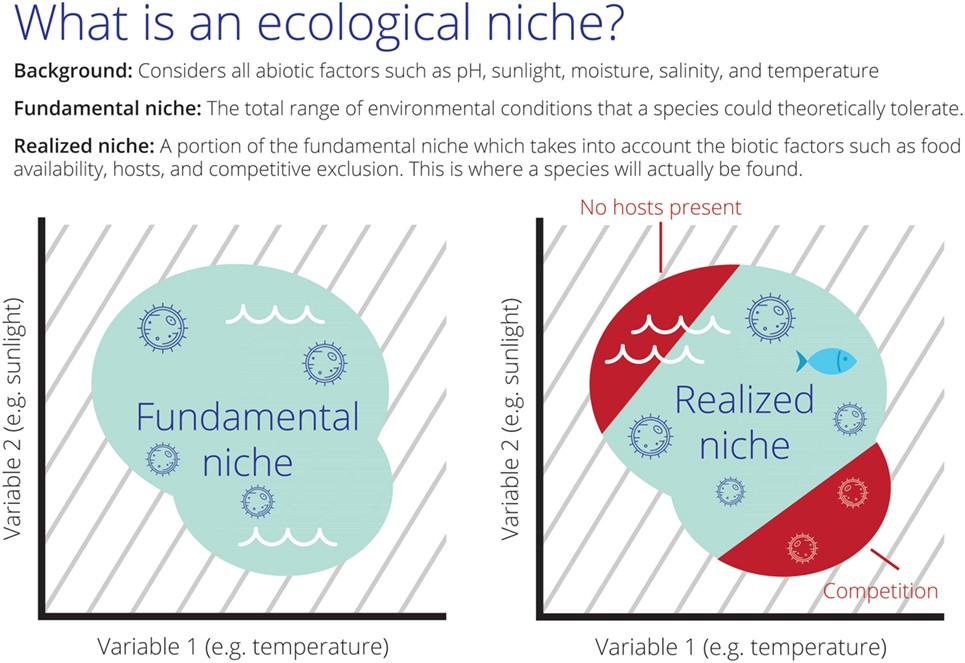 What is an ecological niche?
Background: Considers all abiotic factors such as pH, sunlight, moisture, salinity, and temperature
Fundamental niche: The total range of environmental conditions that a species could theoretically tolerate.
Realized niche: A portion of the fundamental niche which takes into account the biotic factors such as food
availability, hosts, and competitive exclusion. This is where a species will actually be found.
Variable 2 (e.g. sunlight)
Fundamental
niche
Variable 1 (e.g. temperature)
No hosts present
Variable 2 (e.g. sunlight)
Realized
niche
Competition
Variable 1 (e.g. temperature)